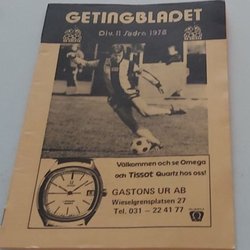 GETINGBLADET
Div. II Södra 1978
Välkommen och se Omega
och Tissot Quartz hos oss!
GASTONS UR AB
Wieselgrensplatsen 27
Tel. 031 - 22 41 77